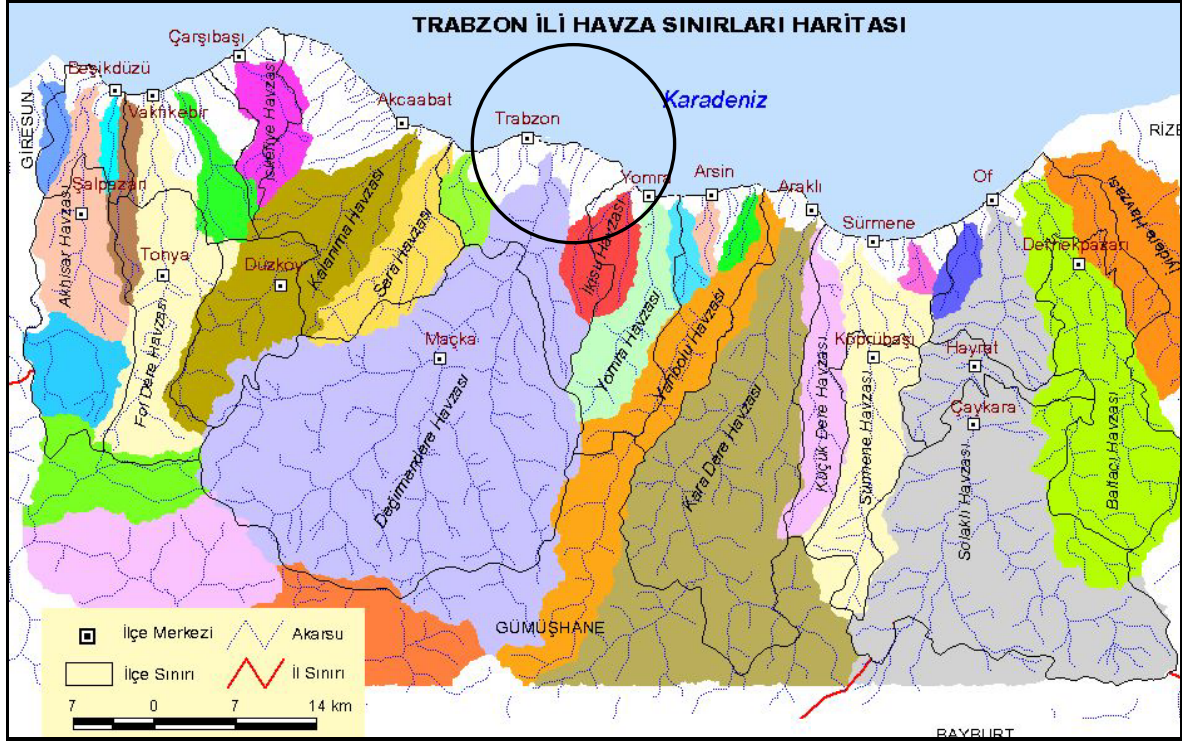 TRABZON İLİ HAVZA SINIRLARI HARİTASI
Çarşıbaşı
Beşikdüzü
Vakfıkebir
Akcaabat
Trabzon
Karadeniz
GİRESUN
RİZE
İskefiye Havzası
Yomra
Arsin
Araklı
Of
Sürmene
Şalpazarı
Akhisar Havzası
Tonya
Düzköy
Kalanıma Havzası
Sera Havzası
Dernekpazarı
Maçka
Yomra Havzası
Yanbolu Havzası
Fol Dere Havzası
Değirmendere Havzası
Kara Dere Havzası
Küçük Dere Havzası
Sürmene Havzası
Köprübaşı
Hayrat
Çaykara
Solaklı Havzası
Baltacı Havzası
GÜMÜŞHANE
BAYBURT
İlçe Merkezi
Akarsu
İlçe Sınırı
İl Sınırı
7 0 7 14 km